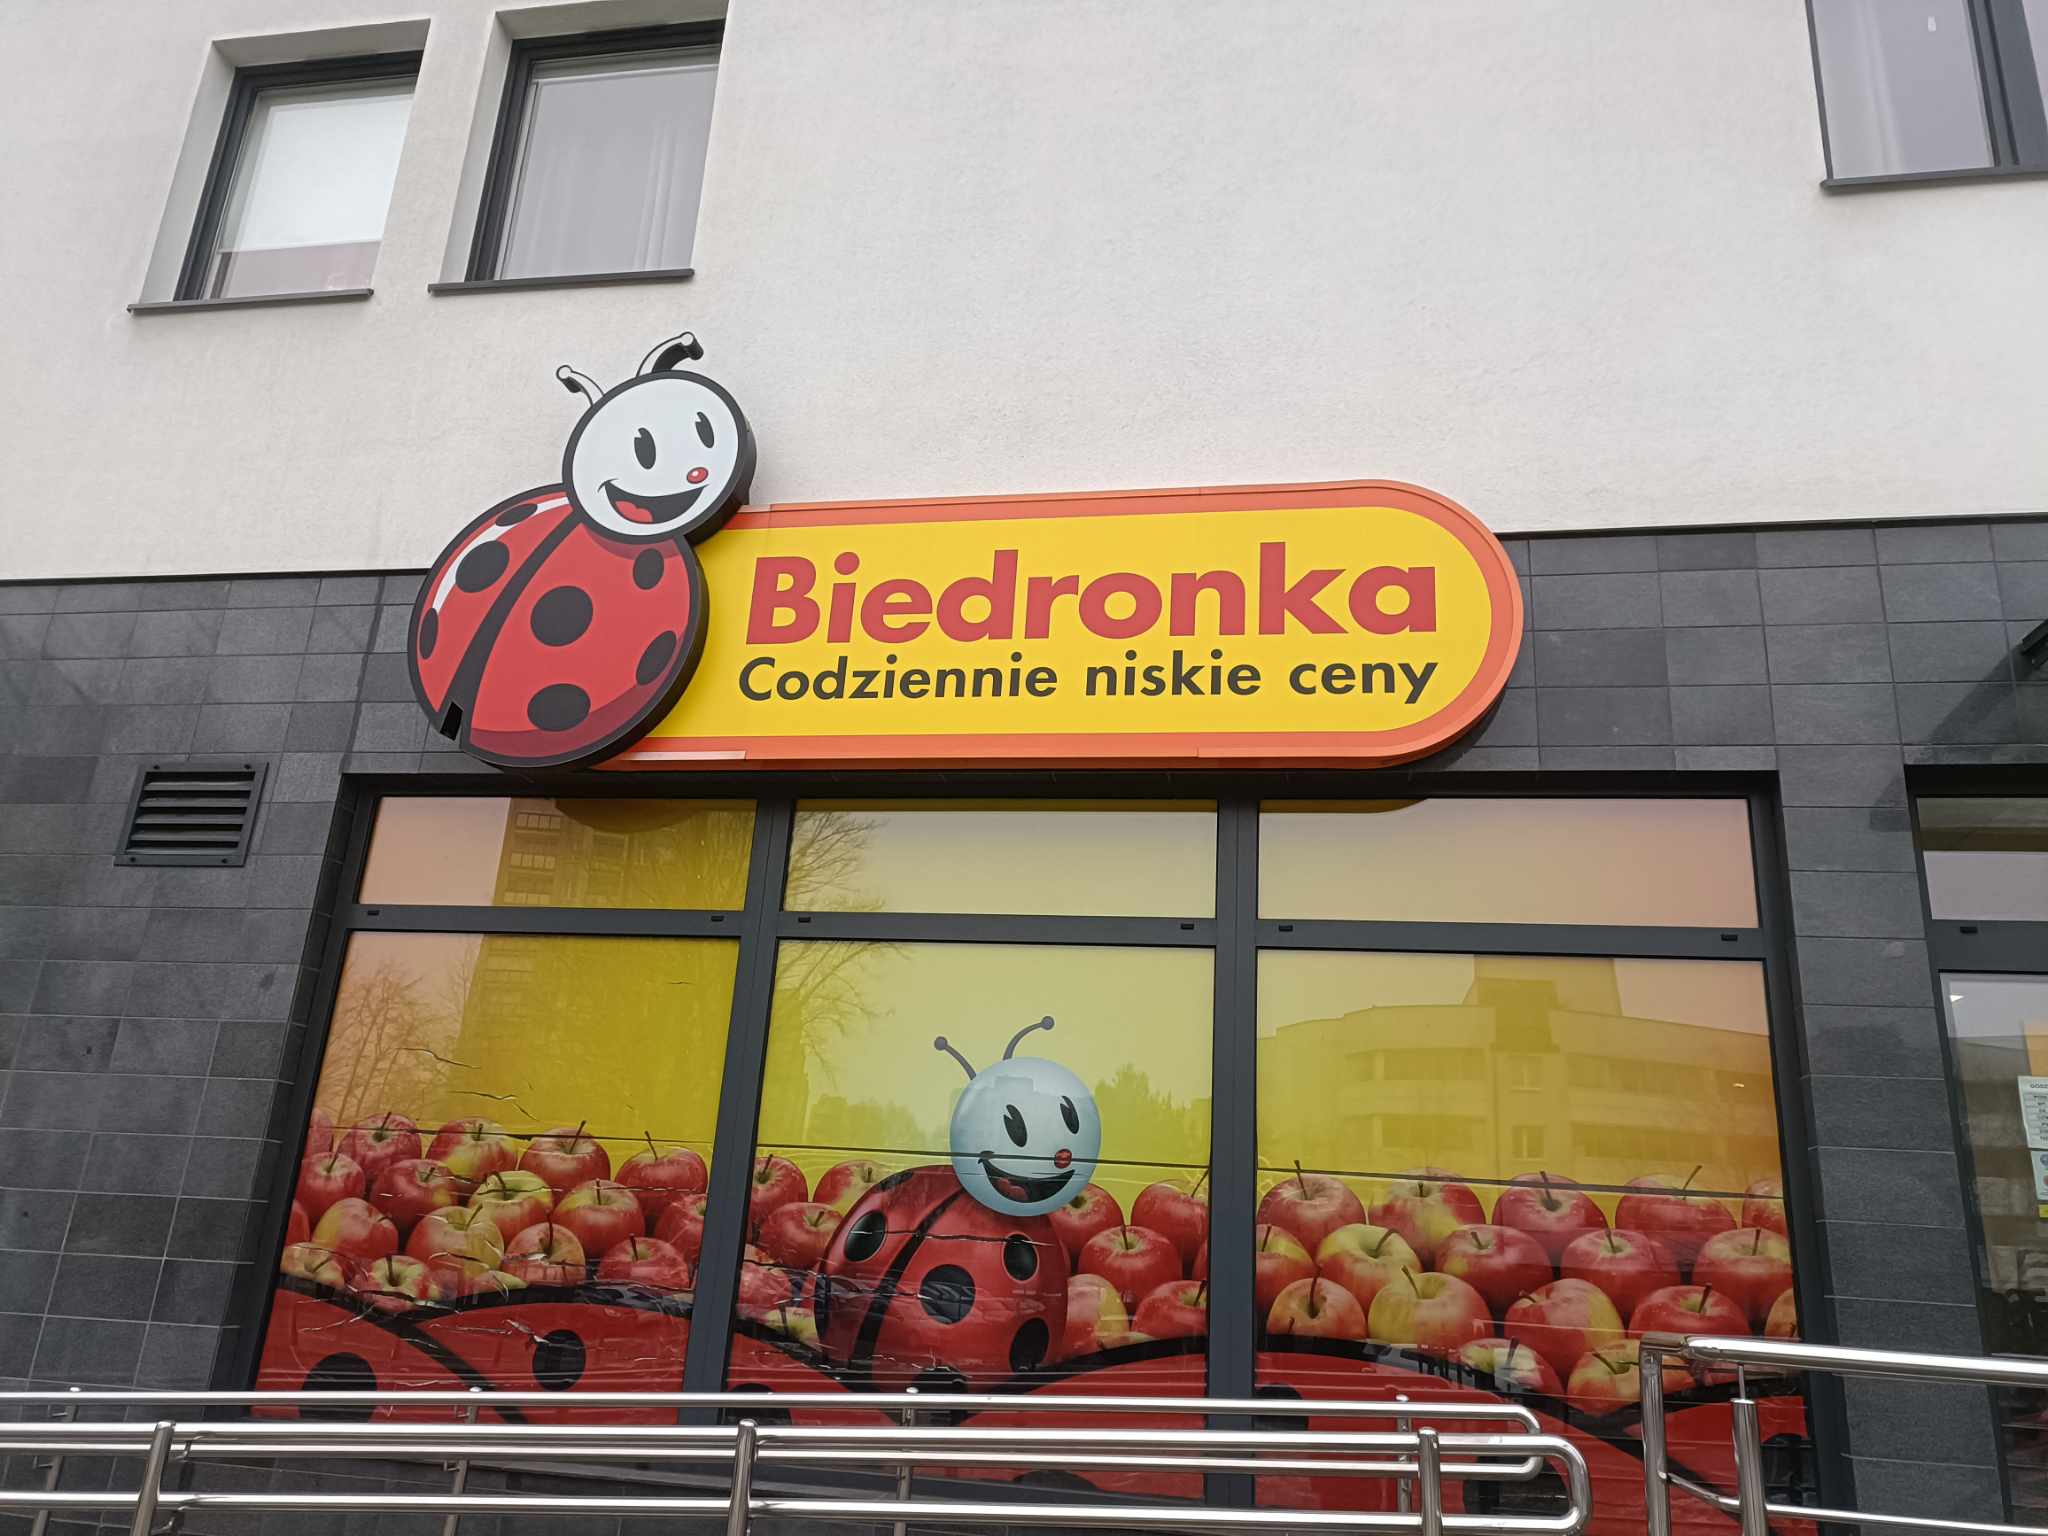 Biedronka
Codziennie niskie ceny